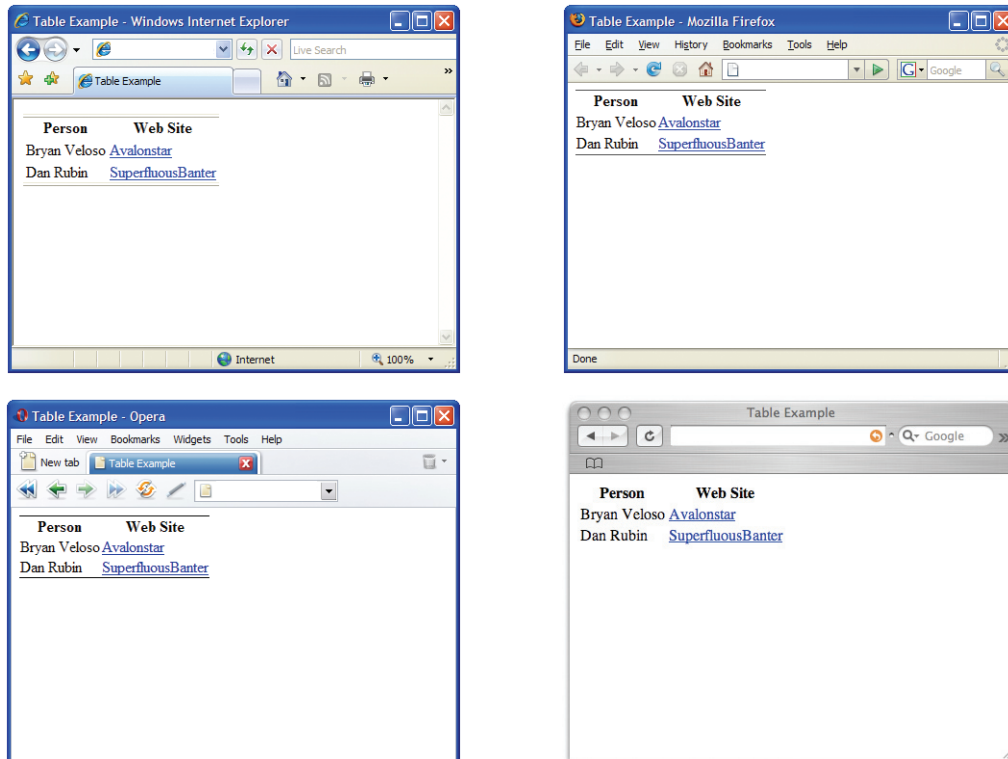 Table Example - Windows Internet Explorer
Live Search
Table Example
»
Person Web Site
Bryan Veloso Avalonstar
Dan Rubin SuperfluousBanter
Internet 100%
Table Example - Mozilla Firefox
File Edit View History Bookmarks Tools Help
G Google
Person Web Site
Bryan Veloso Avalonstar
Dan Rubin SuperfluousBanter
Done
Table Example - Opera
File Edit View Bookmarks Widgets Tools Help
New tab Table Example
Person Web Site
Bryan Veloso Avalonstar
Dan Rubin SuperfluousBanter
Table Example
Q Google »
Person Web Site
Bryan Veloso Avalonstar
Dan Rubin SuperfluousBanter